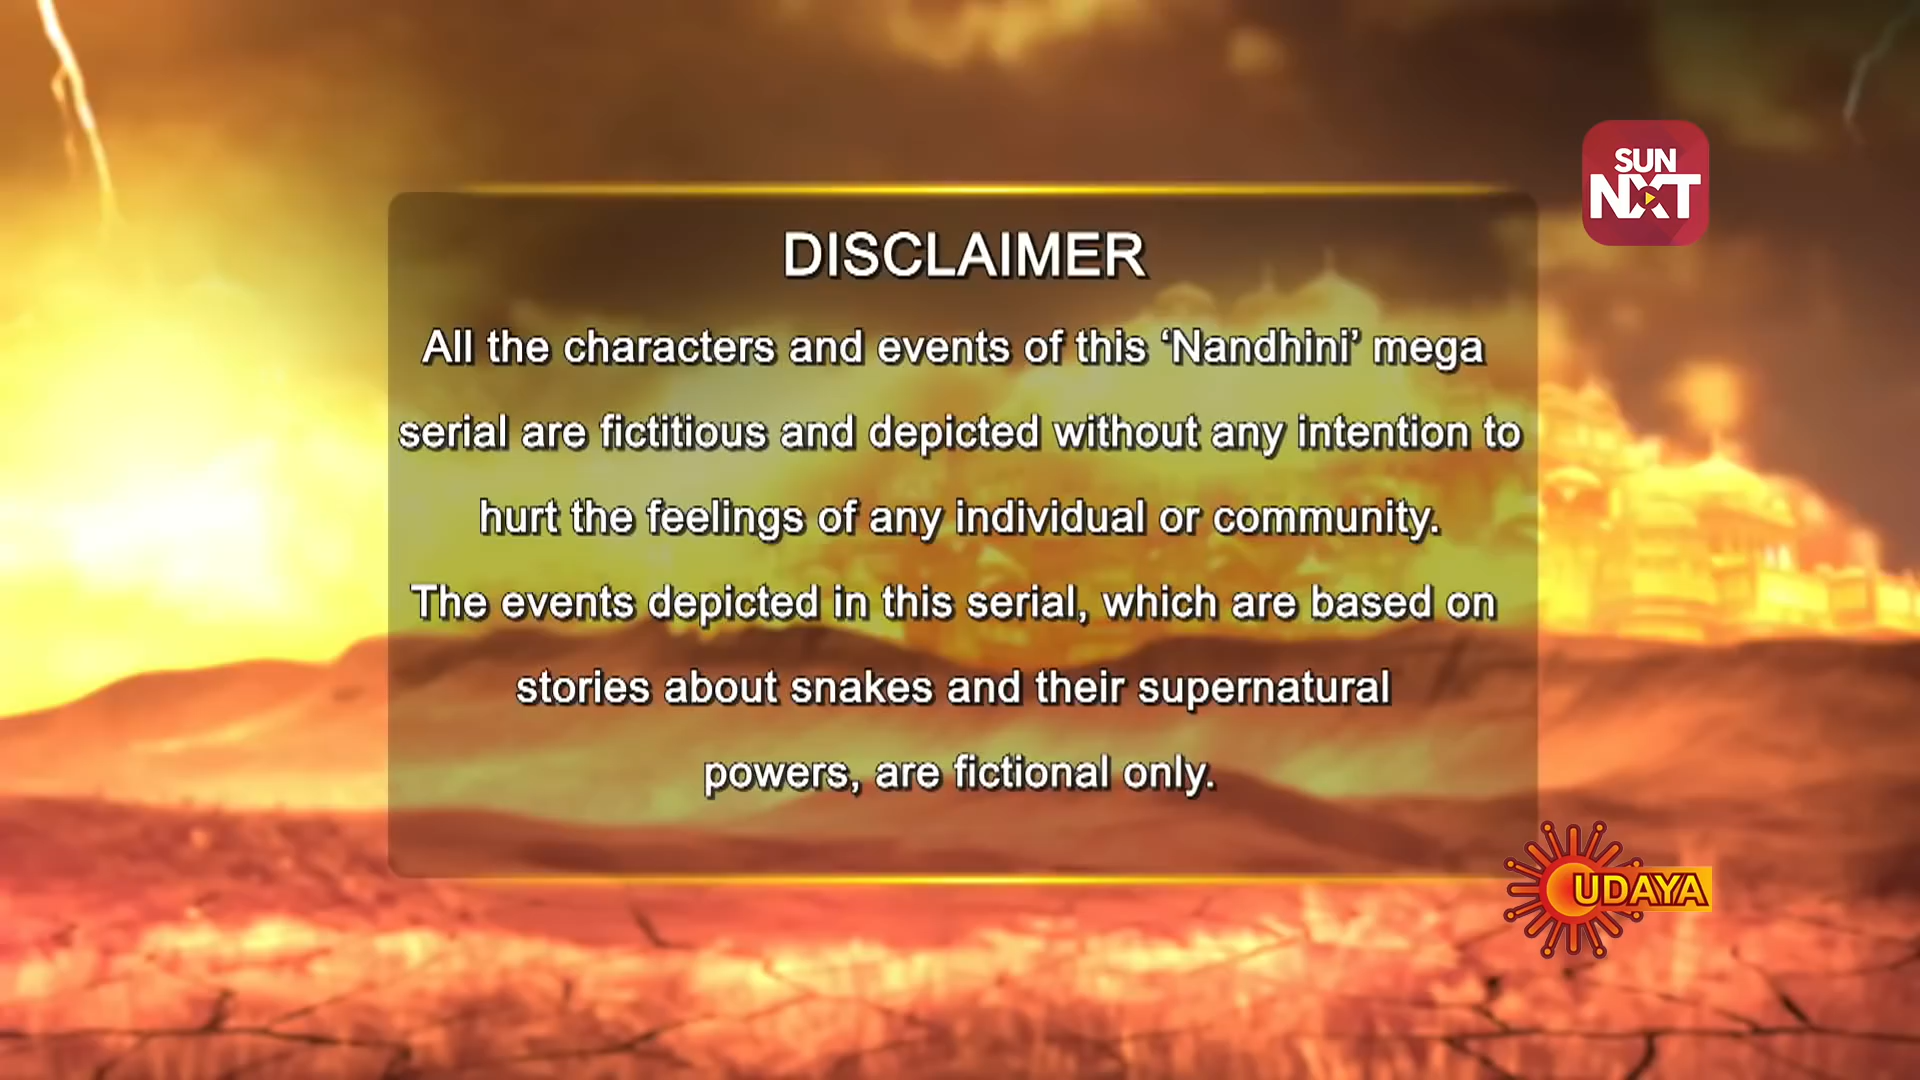 SUN
NXT
DISCLAIMER
All the characters and events of this ‘Nandhini’ mega
serial are fictitious and depicted without any intention to
hurt the feelings of any individual or community.
The events depicted in this serial, which are based on
stories about snakes and their supernatural
powers, are fictional only.
UDAYA